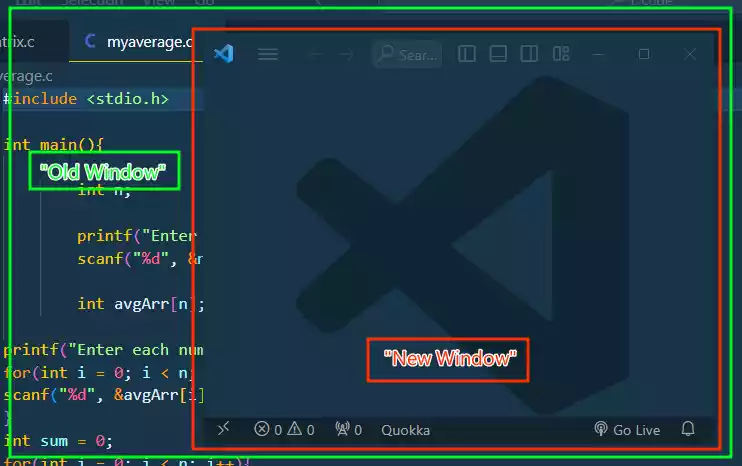 Edit Selection View Go
trix.c
C myaverage.c
verage.c
Sear...
#include <stdio.h>
int main(){
"Old Window"
int n;
printf("Enter
scanf("%d", &n
int avgArr[n];
printf("Enter each num
"New Window"
for(int i = 0; i < n;
scanf("%d", &avgArr[i]
}
0 0 0 Quokka Go Live
int sum = 0;
for(int i = 0; i < n; i++){